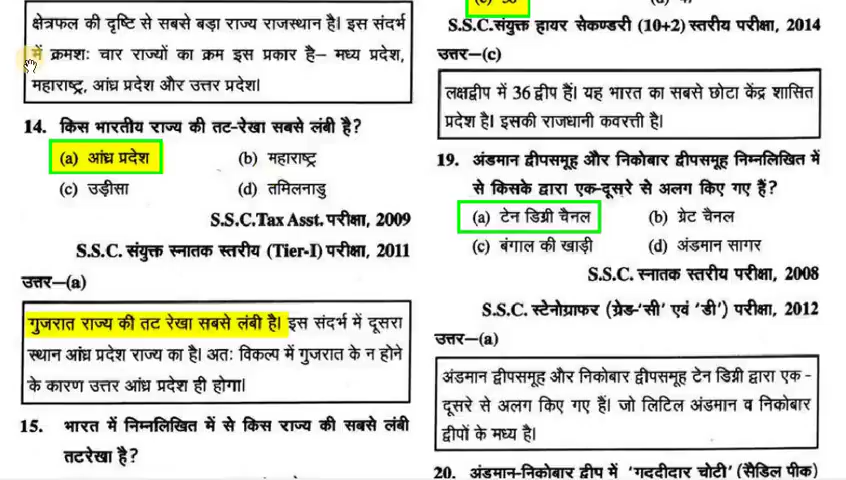 क्षेत्रफल की दृष्टि से सबसे बड़ा राज्य राजस्थान है। इस संदर्भ
में क्रमशः चार राज्यों का क्रम इस प्रकार है– मध्य प्रदेश,
महाराष्ट्र, आंध्र प्रदेश और उत्तर प्रदेश।
14. किस भारतीय राज्य की तट-रेखा सबसे लंबी है?
(a) आंध्र प्रदेश (b) महाराष्ट्र
(c) उड़ीसा (d) तमिलनाडु
S.S.C.Tax Asst. परीक्षा, 2009
S.S.C. संयुक्त स्नातक स्तरीय (Tier-I) परीक्षा, 2011
उत्तर—(a)
गुजरात राज्य की तट रेखा सबसे लंबी है। इस संदर्भ में दूसरा
स्थान आंध्र प्रदेश राज्य का है। अतः विकल्प में गुजरात के न होने
के कारण उत्तर आंध्र प्रदेश ही होगा।
15. भारत में निम्नलिखित में से किस राज्य की सबसे लंबी
तटरेखा है?
S.S.C.संयुक्त हायर सेकण्डरी (10+2) स्तरीय परीक्षा, 2014
उत्तर—(c)
लक्षद्वीप में 36 द्वीप हैं। यह भारत का सबसे छोटा केंद्र शासित
प्रदेश है। इसकी राजधानी कवरत्ती है।
19. अंडमान द्वीपसमूह और निकोबार द्वीपसमूह निम्नलिखित में
से किसके द्वारा एक-दूसरे से अलग किए गए हैं?
(a) टेन डिग्री चैनल (b) ग्रेट चैनल
(c) बंगाल की खाड़ी (d) अंडमान सागर
S.S.C. स्नातक स्तरीय परीक्षा, 2008
S.S.C. स्टेनोग्राफर (ग्रेड-'सी' एवं 'डी') परीक्षा, 2012
उत्तर—(a)
अंडमान द्वीपसमूह और निकोबार द्वीपसमूह टेन डिग्री द्वारा एक -
दूसरे से अलग किए गए हैं। जो लिटिल अंडमान व निकोबार
द्वीपों के मध्य है।
20. अंडमान-निकोबार द्वीप में 'गद्दीदार चोटी' (सैडिल पीक)